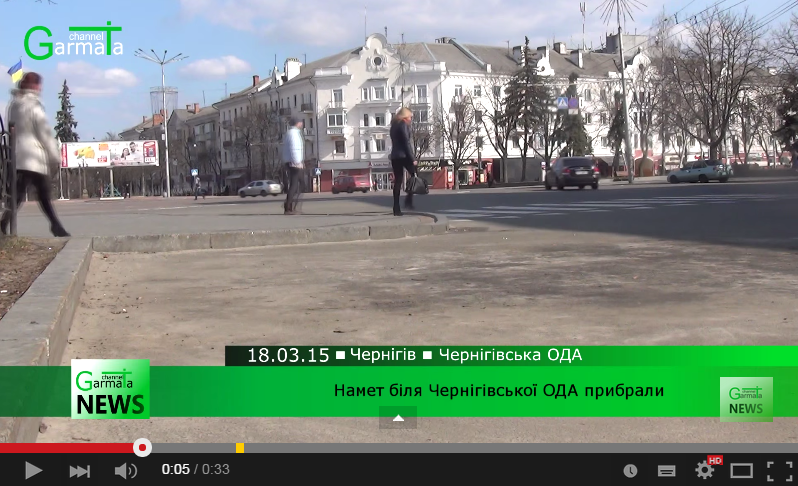 channel
Garmata
18.03.15 ■ Чернігів ■ Чернігівська ОДА
Намет біля Чернігівської ОДА прибрали
channel
Garmata
NEWS
channel
Garmata
NEWS
0:05 / 0:33
HD